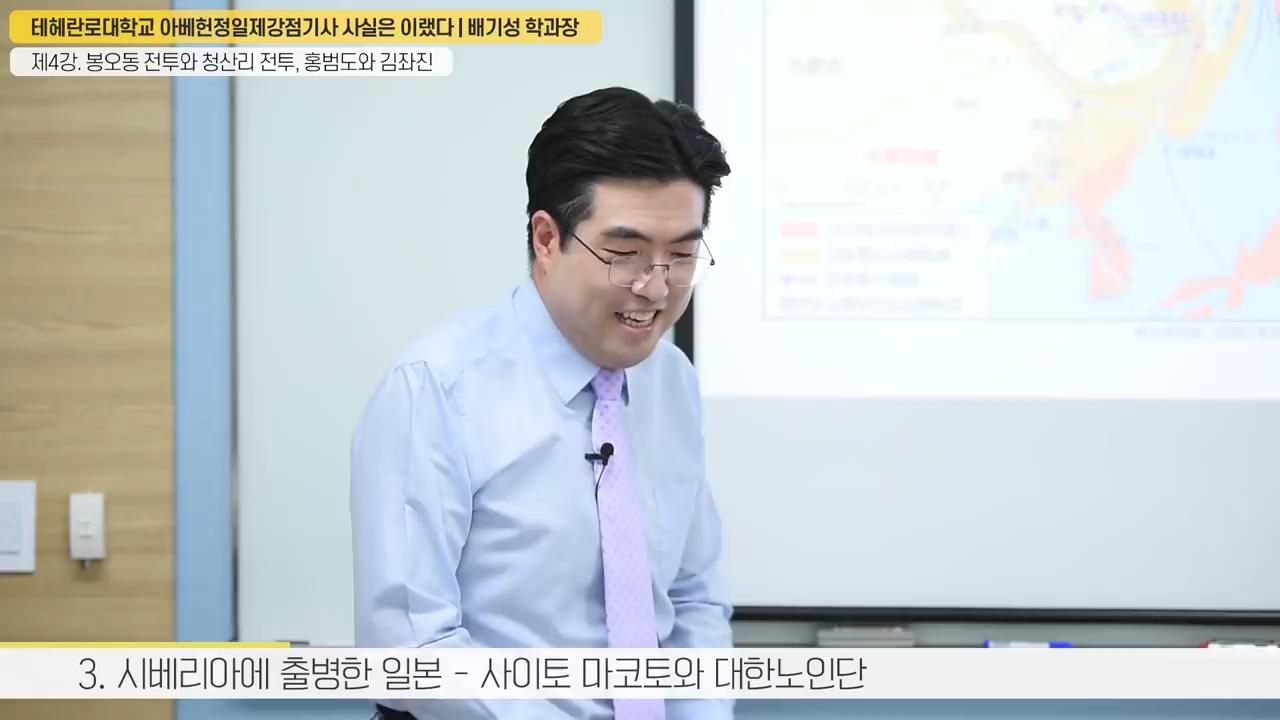 테헤란로대학교 아베헌정일제강점기사 사실은 이랬다 | 배기성 학과장
제4강. 봉오동 전투와 청산리 전투, 홍범도와 김좌진
3. 시베리아에 출병한 일본 - 사이토 마코토와 대한노인단